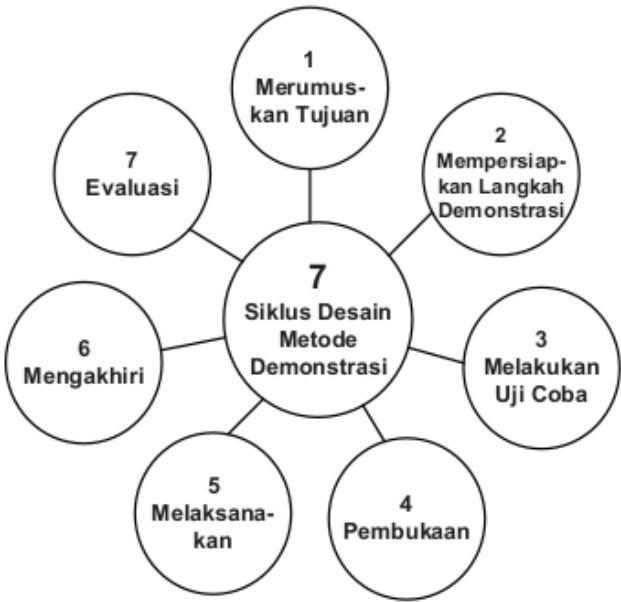 1
Merumus-
kan Tujuan
2
Mempersiap-
kan Langkah
Demonstrasi
3
Melakukan
Uji Coba
4
Pembukaan
5
Melaksana-
kan
6
Mengakhiri
7
Evaluasi
7
Siklus Desain
Metode
Demonstrasi